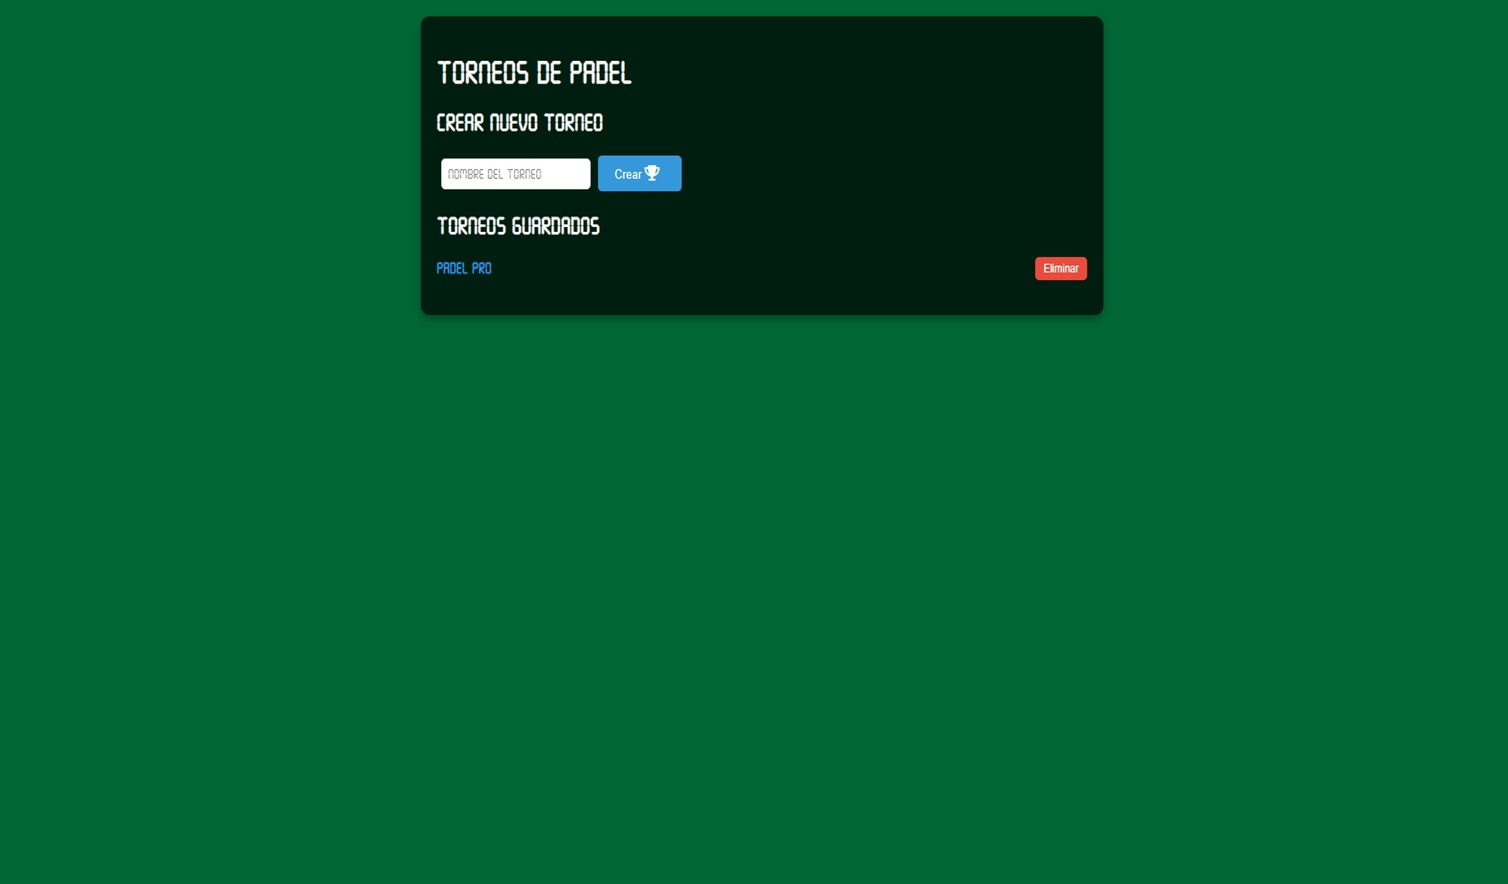 TORNEOS DE PADEL
CREAR NUEVO TORNEO
NOMBRE DEL TORNEO
Crear
TORNEOS GUARDADOS
PADEL PRO
Eliminar